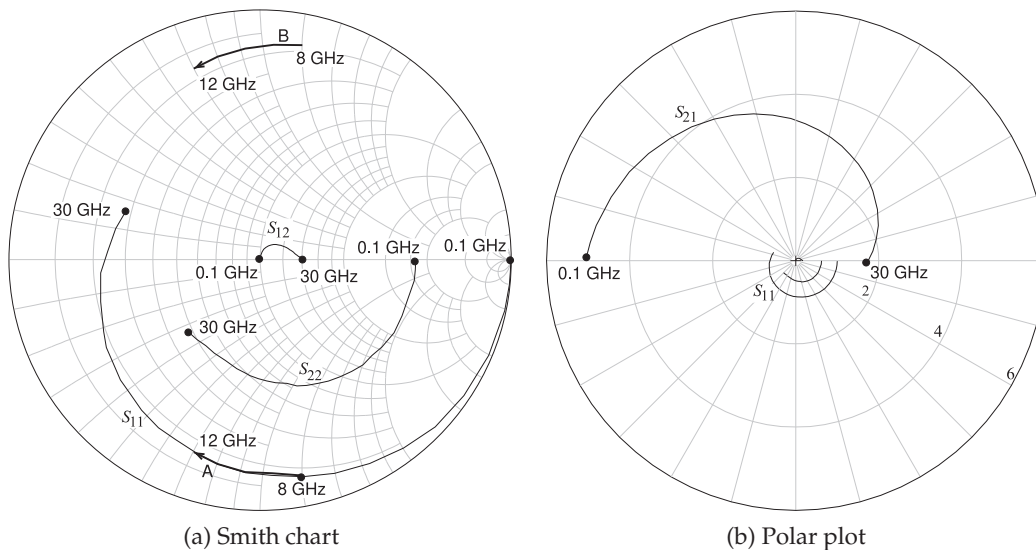 B
8 GHz
12 GHz
30 GHz
S12
0.1 GHz
30 GHz
0.1 GHz
0.1 GHz
30 GHz
S22
S11
12 GHz
A
8 GHz
(a) Smith chart
S21
0.1 GHz
30 GHz
S11
2
4
6
(b) Polar plot